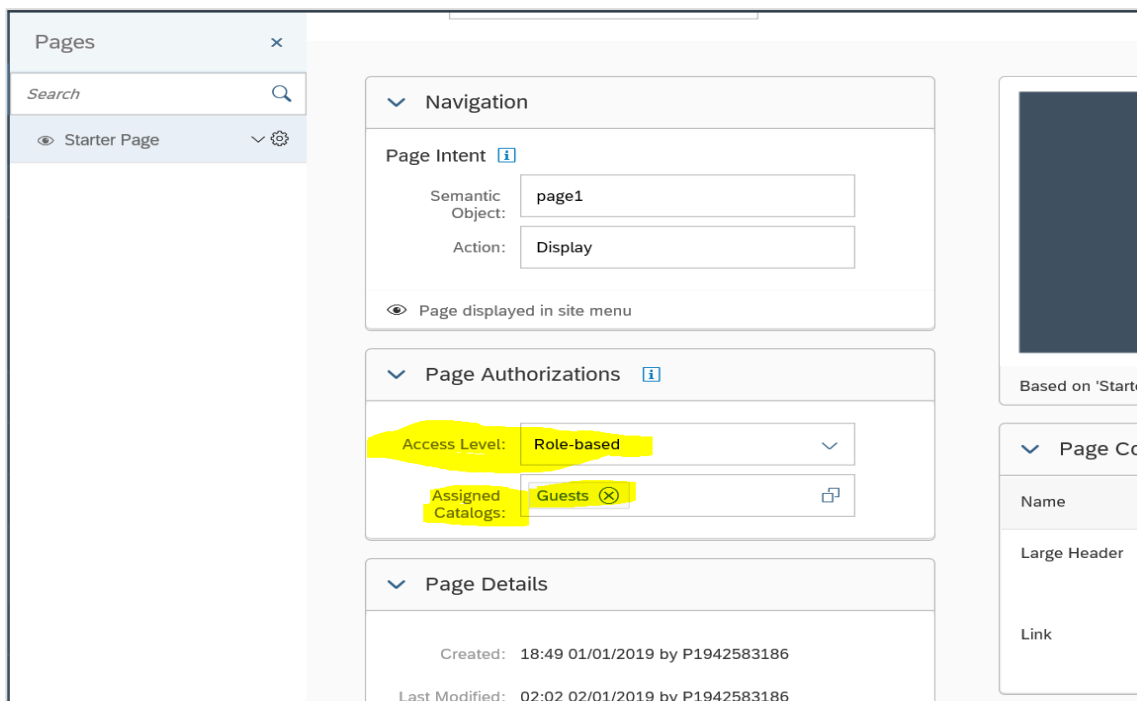 Pages
Search
Starter Page
Navigation
Page Intent
Semantic
Object:
page1
Action:
Display
Page displayed in site menu
Page Authorizations
Access Level:
Role-based
Assigned
Catalogs:
Guests
Page Details
Created: 18:49 01/01/2019 by P1942583186
Last Modified: 02:02 02/01/2019 by P1942583186
Based on 'Starte
Page Co
Name
Large Header
Link